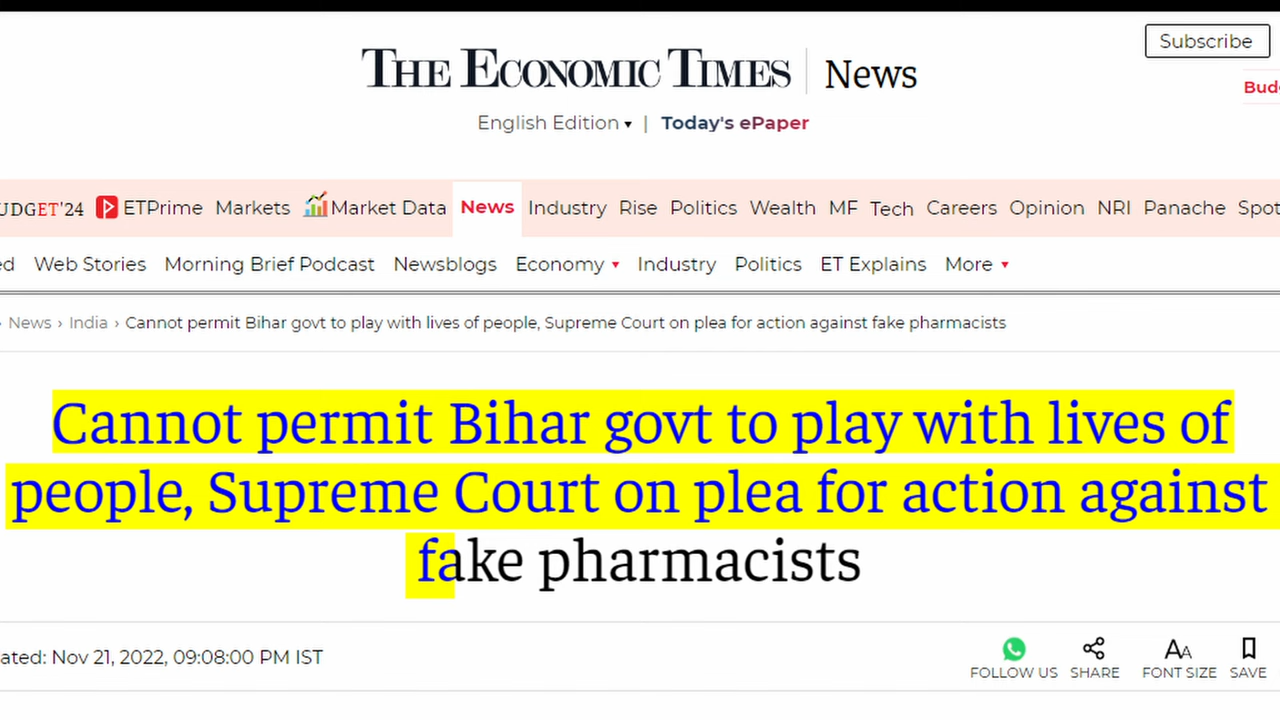 Subscribe
THE ECONOMIC TIMES News
Bud
English Edition | Today's ePaper
UDGET'24 ETPrime Markets Market Data News Industry Rise Politics Wealth MF Tech Careers Opinion NRI Panache Spot
ed Web Stories Morning Brief Podcast Newsblogs Economy Industry Politics ET Explains More
› News › India › Cannot permit Bihar govt to play with lives of people, Supreme Court on plea for action against fake pharmacists
Cannot permit Bihar govt to play with lives of
people, Supreme Court on plea for action against
fake pharmacists
ated: Nov 21, 2022, 09:08:00 PM IST
FOLLOW US SHARE FONT SIZE SAVE